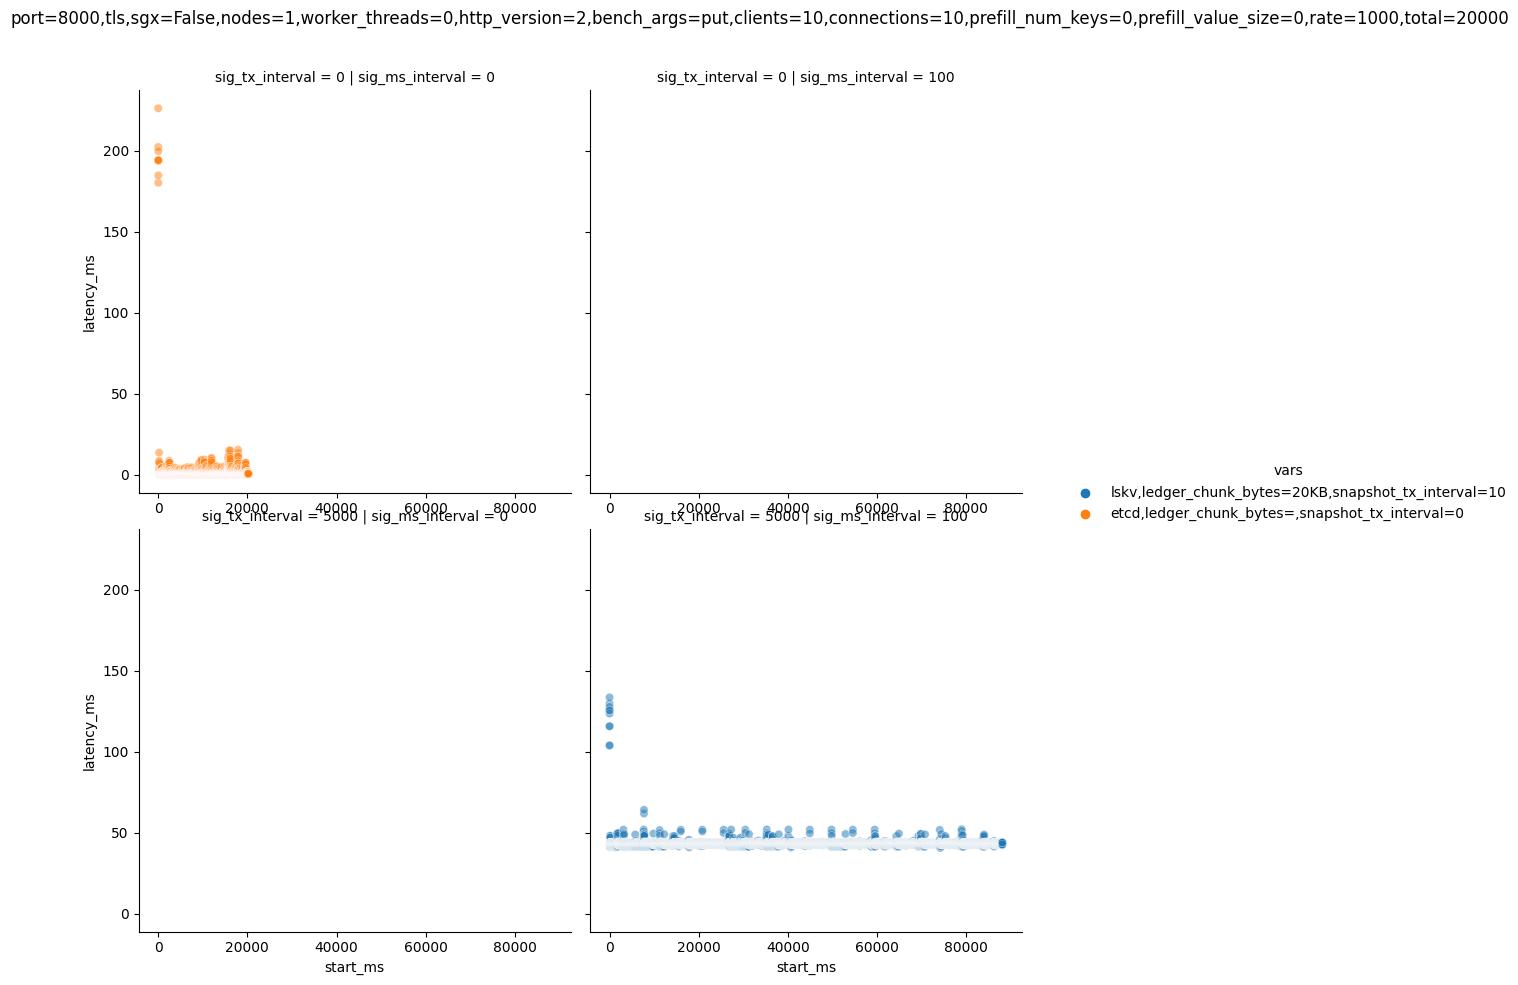 port=8000,tls,sgx=False,nodes=1,worker_threads=0,http_version=2,bench_args=put,clients=10,connections=10,prefill_num_keys=0,prefill_value_size=0,rate=1000,total=20000
sig_tx_interval = 0 | sig_ms_interval = 0
sig_tx_interval = 0 | sig_ms_interval = 100
200
150
100
50
0
latency_ms
0 20000 40000 60000 80000
0 20000 40000 60000 80000
vars
lskv,ledger_chunk_bytes=20KB,snapshot_tx_interval=10
etcd,ledger_chunk_bytes=,snapshot_tx_interval=0
sig_tx_interval = 5000 | sig_ms_interval = 0
sig_tx_interval = 5000 | sig_ms_interval = 100
200
150
100
50
0
latency_ms
0 20000 40000 60000 80000
0 20000 40000 60000 80000
start_ms
start_ms